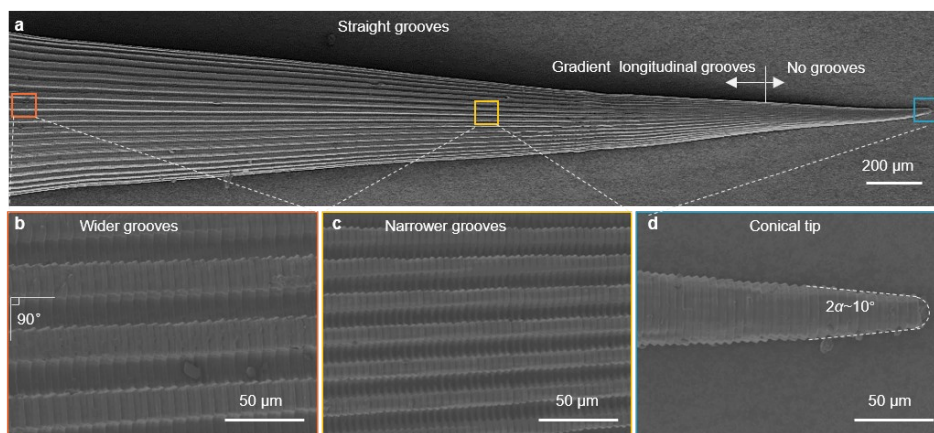 a
Straight grooves
Gradient longitudinal grooves
No grooves
200 μm
b
Wider grooves
90°
50 μm
c
Narrower grooves
50 μm
d
Conical tip
2α~10°
50 μm